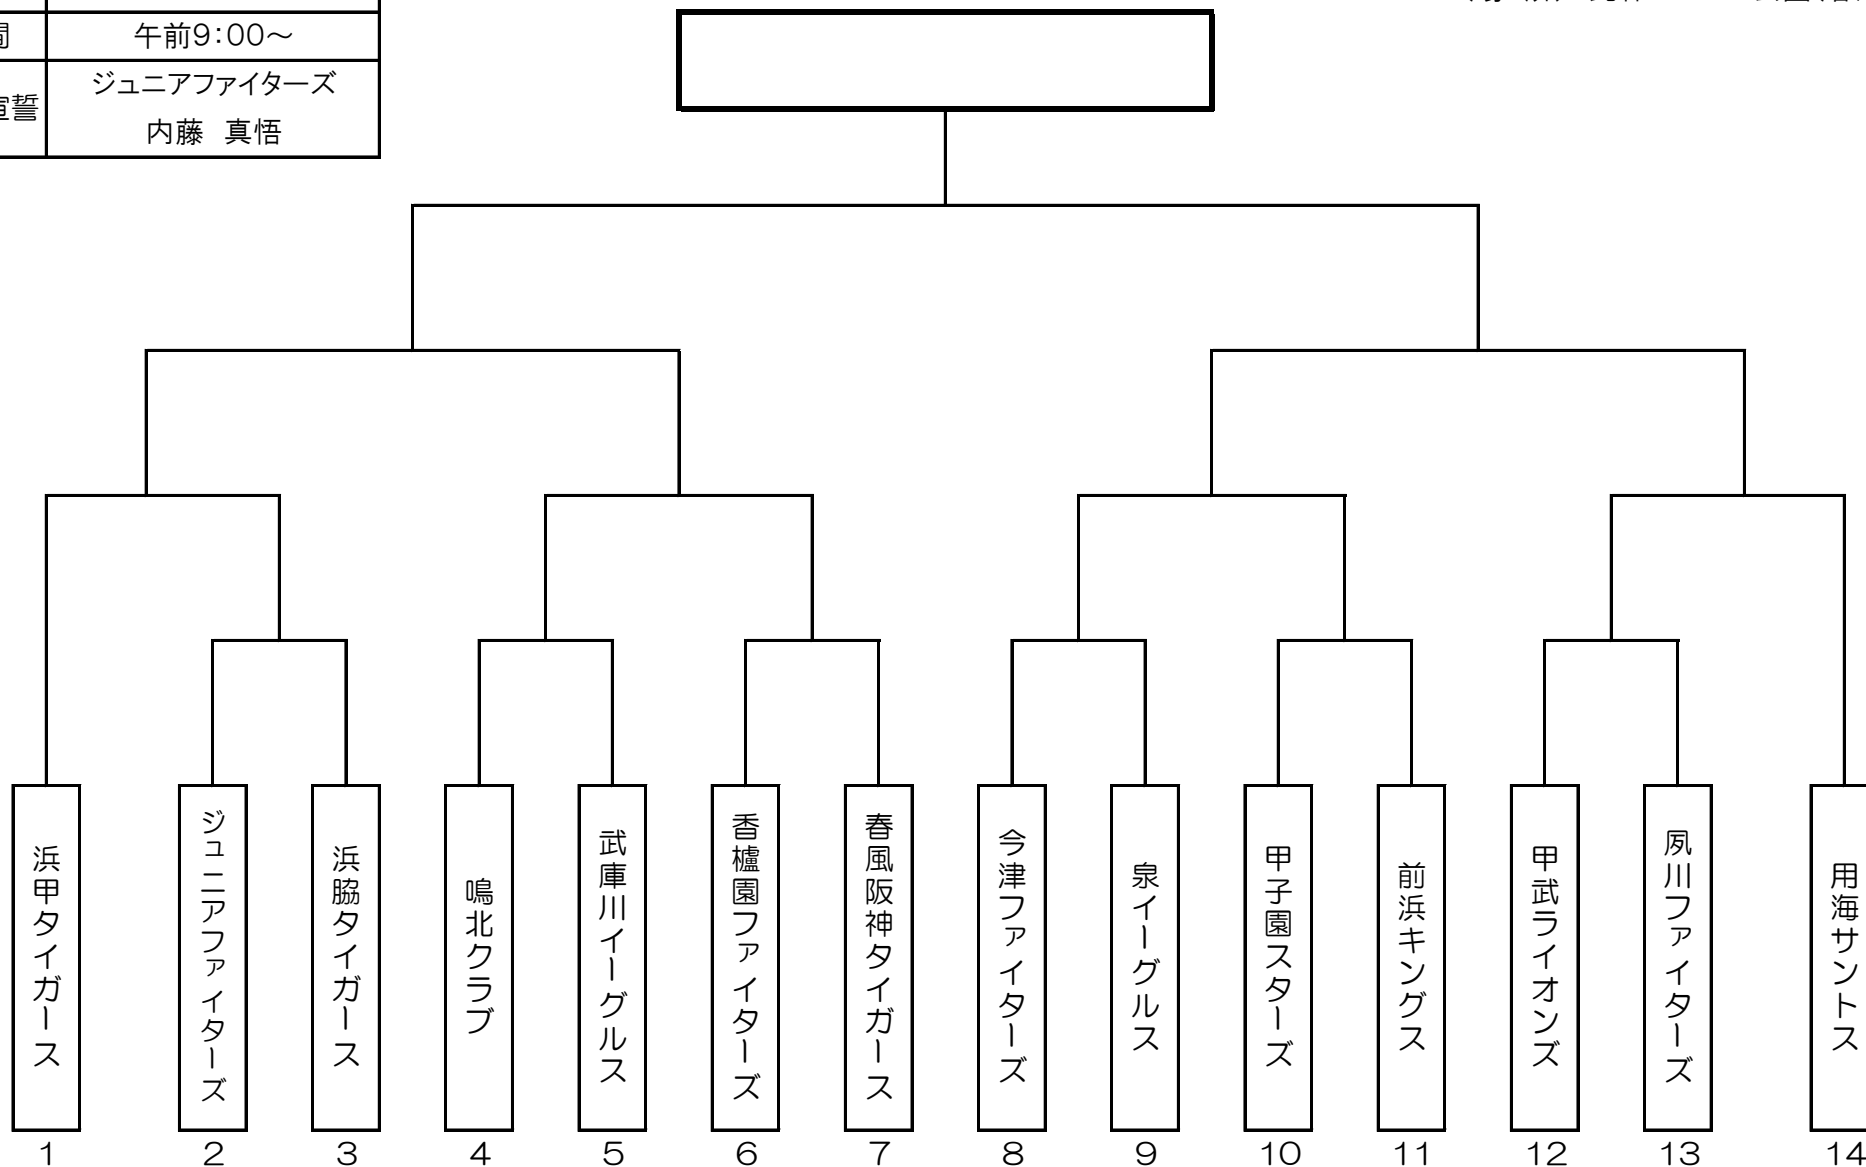 午前9：00～
ジュニアファイターズ
宣誓
内藤 真悟
浜甲タイガース
ジュニアファイターズ
浜脇タイガース
鳴北クラブ
武庫川イーグルス
香櫨園ファイターズ
春風阪神タイガース
今津ファイターズ
泉イーグルス
甲子園スターズ
前浜キングス
甲武ライオンズ
夙川ファイターズ
用海サントス
1
2
3
4
5
6
7
8
9
10
11
12
13
14